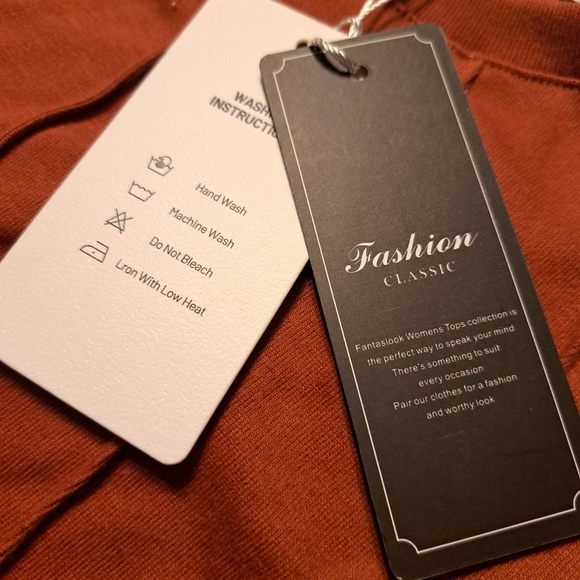 Hand Wash
Machine Wash
Do Not Bleach
Lron With Low Heat
Fashion
CLASSIC
Fantaslook Womens Tops collection is
the perfect way to speak your mind
There's something to suit
every occasion
Pair our clothes for a fashion
and worthy look